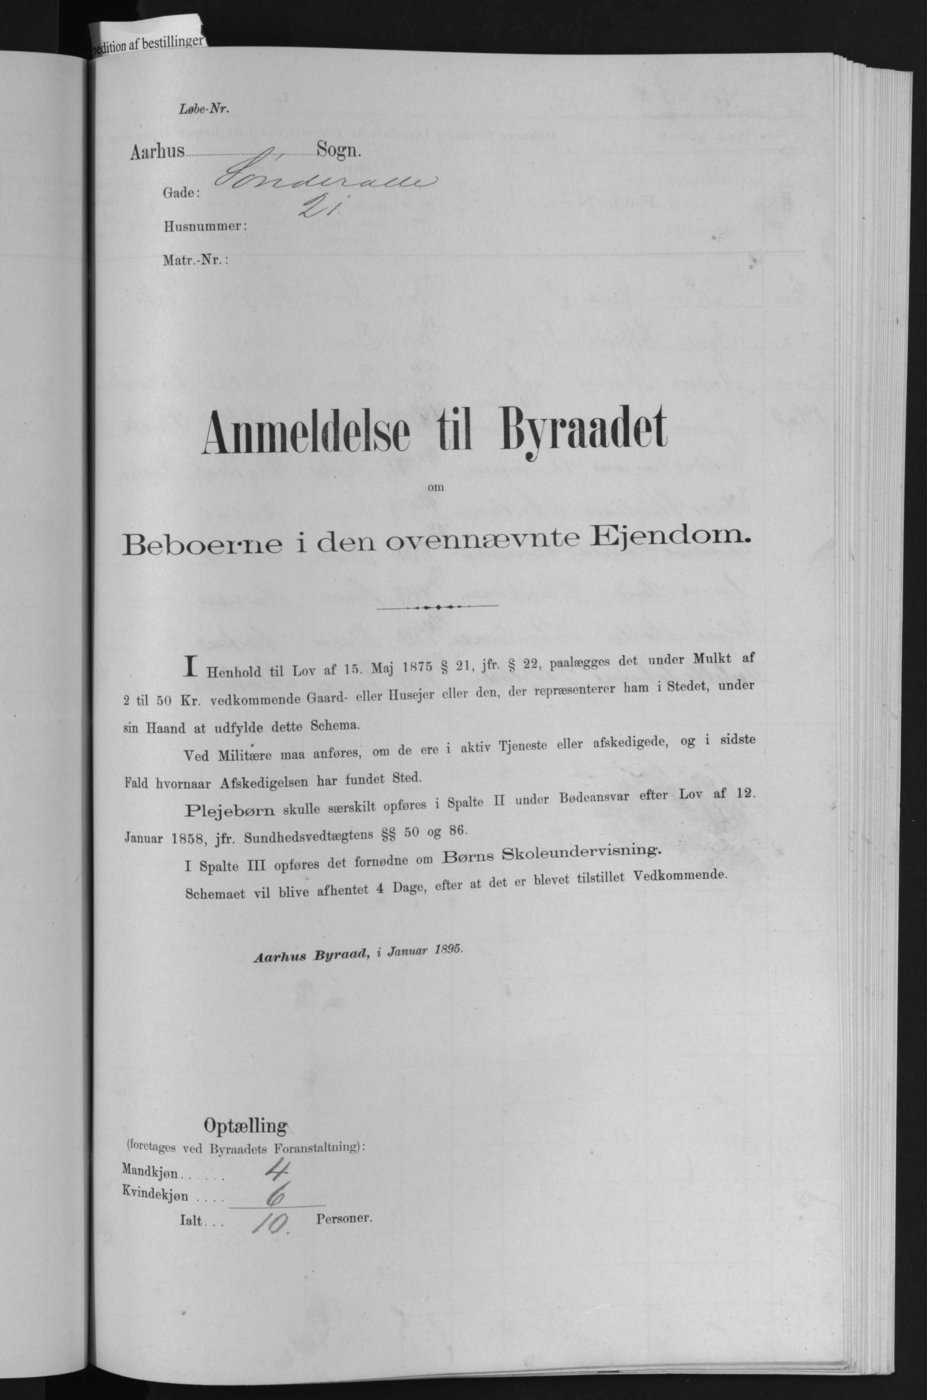 edition af bestillinger
Løbe-Nr.
Aarhus Sogn.
Gade: Sønderalle
Husnummer: 21
Matr.-Nr.:
Anmeldelse til Byraadet
om
Beboerne i den ovennævnte Ejendom.
I Henhold til Lov af 15. Maj 1875 § 21, jfr. § 22, paalægges det under Mulkt af
2 til 50 Kr. vedkommende Gaard- eller Husejer eller den, der repræsenterer ham i Stedet, under
sin Haand at udfylde dette Schema.
Ved Militære maa anføres, om de ere i aktiv Tjeneste eller afskedigede, og i sidste
Fald hvornaar Afskedigelsen har fundet Sted.
Plejebørn skulle særskilt opføres i Spalte II under Bødeansvar efter Lov af 12.
Januar 1858, jfr. Sundhedsvedtægtens §§ 50 og 86.
I Spalte III opføres det fornødne om Børns Skoleundervisning.
Schemaet vil blive afhentet 4 Dage, efter at det er blevet tilstillet Vedkommende.
Aarhus Byraad, i Januar 1895.
Optælling
(foretages ved Byraadets Foranstaltning):
Mandkjøn...... 4
Kvindekjøn .... 6
Ialt... 10. Personer.